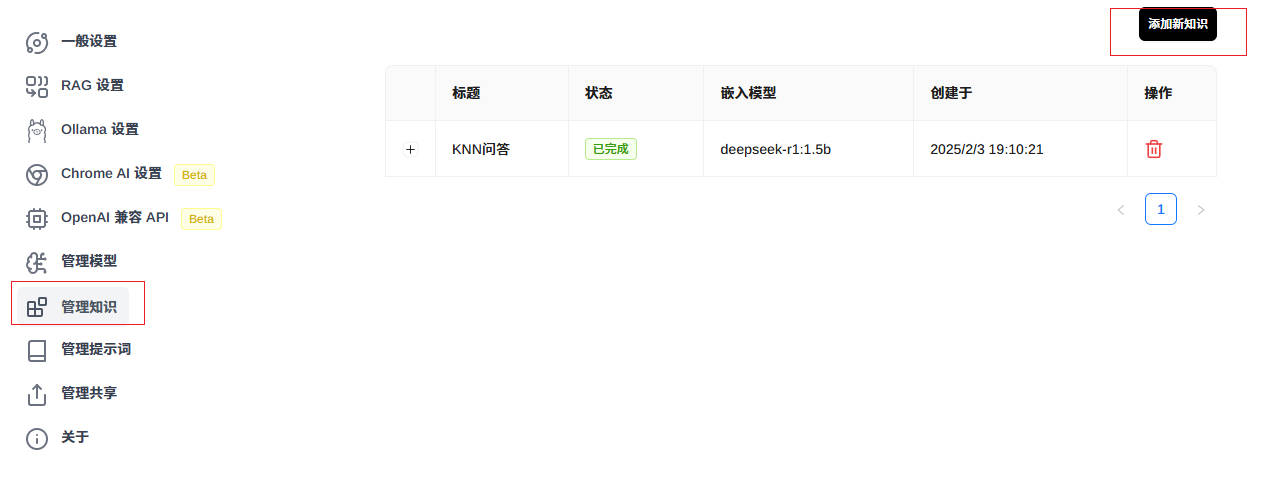 添加新知识
一般设置
RAG 设置
Ollama 设置
Chrome AI 设置 Beta
OpenAI 兼容 API Beta
管理模型
管理知识
管理提示词
管理共享
关于
标题 状态 嵌入模型 创建于 操作
+ KNN问答 已完成 deepseek-r1:1.5b 2025/2/3 19:10:21
< 1 >